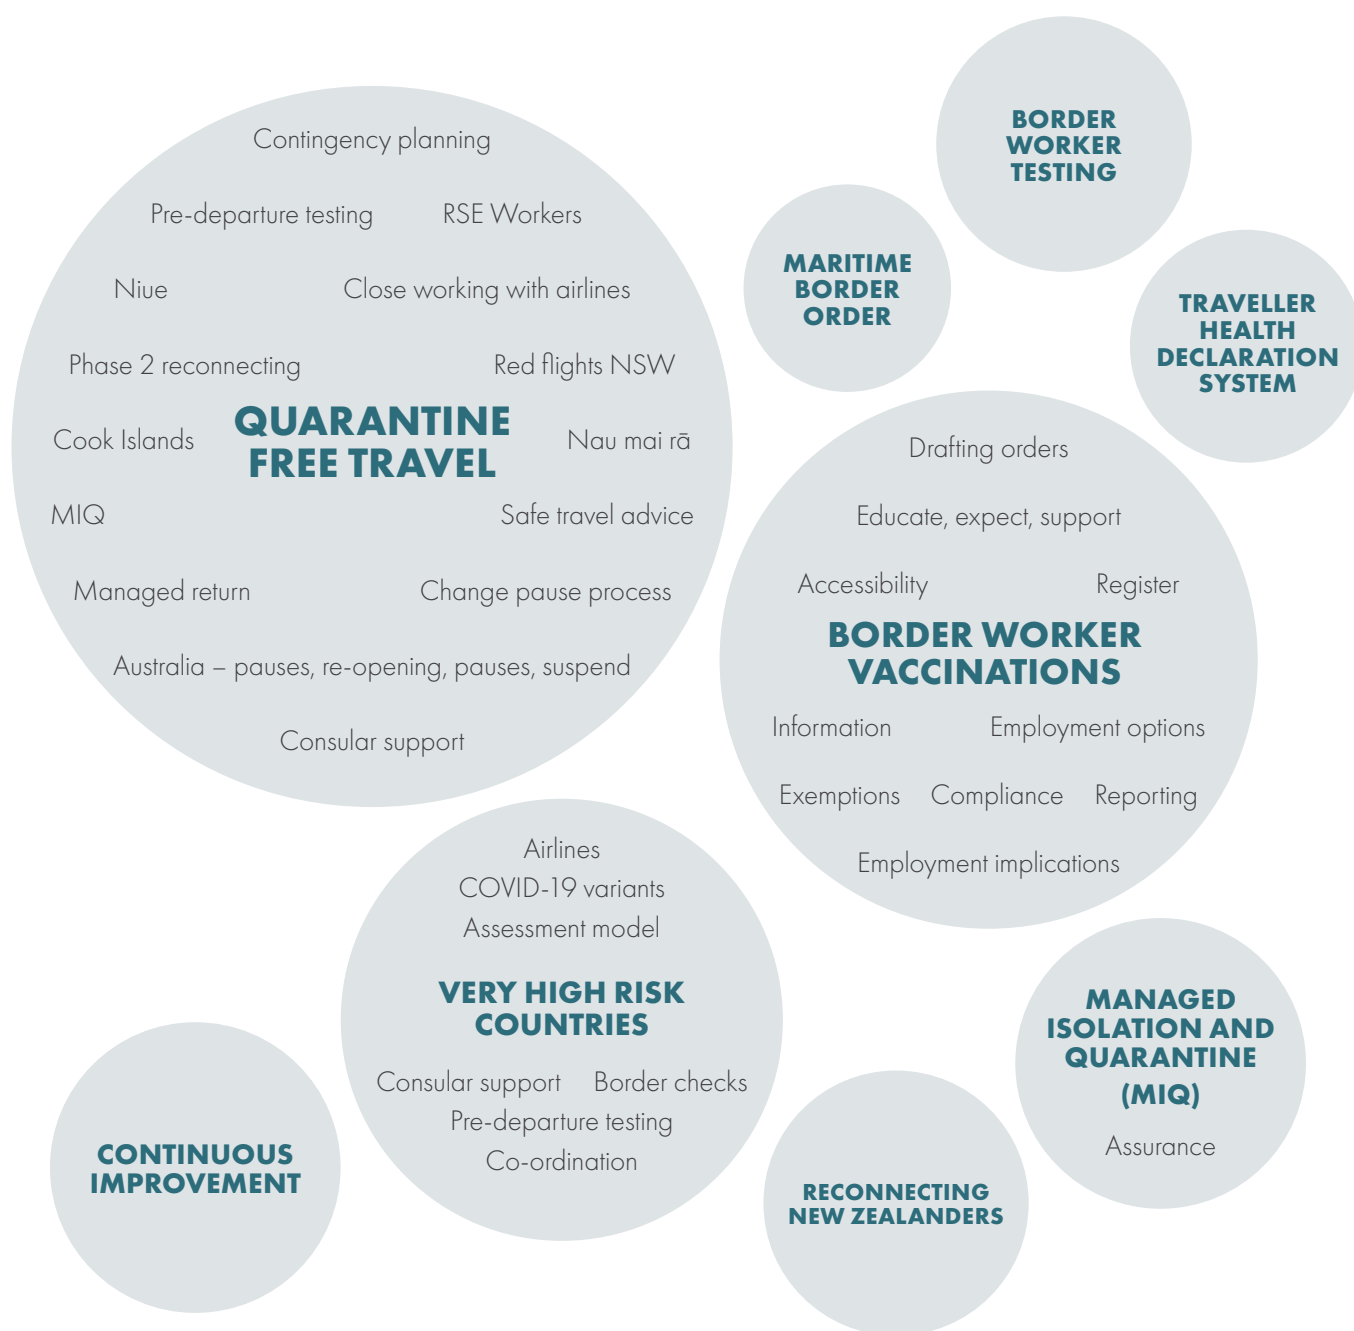 Contingency planning
Pre-departure testing RSE Workers
Niue Close working with airlines
Phase 2 reconnecting Red flights NSW
QUARANTINE
FREE TRAVEL
Cook Islands Nau mai rā
MIQ Safe travel advice
Managed return Change pause process
Australia – pauses, re-opening, pauses, suspend
Consular support
BORDER
WORKER
TESTING
MARITIME
BORDER
ORDER
TRAVELLER
HEALTH
DECLARATION
SYSTEM
Drafting orders
Educate, expect, support
Accessibility Register
BORDER WORKER
VACCINATIONS
Information Employment options
Exemptions Compliance Reporting
Employment implications
Airlines
COVID-19 variants
Assessment model
VERY HIGH RISK
COUNTRIES
Consular support Border checks
Pre-departure testing
Co-ordination
MANAGED
ISOLATION AND
QUARANTINE
(MIQ)
Assurance
CONTINUOUS
IMPROVEMENT
RECONNECTING
NEW ZEALANDERS